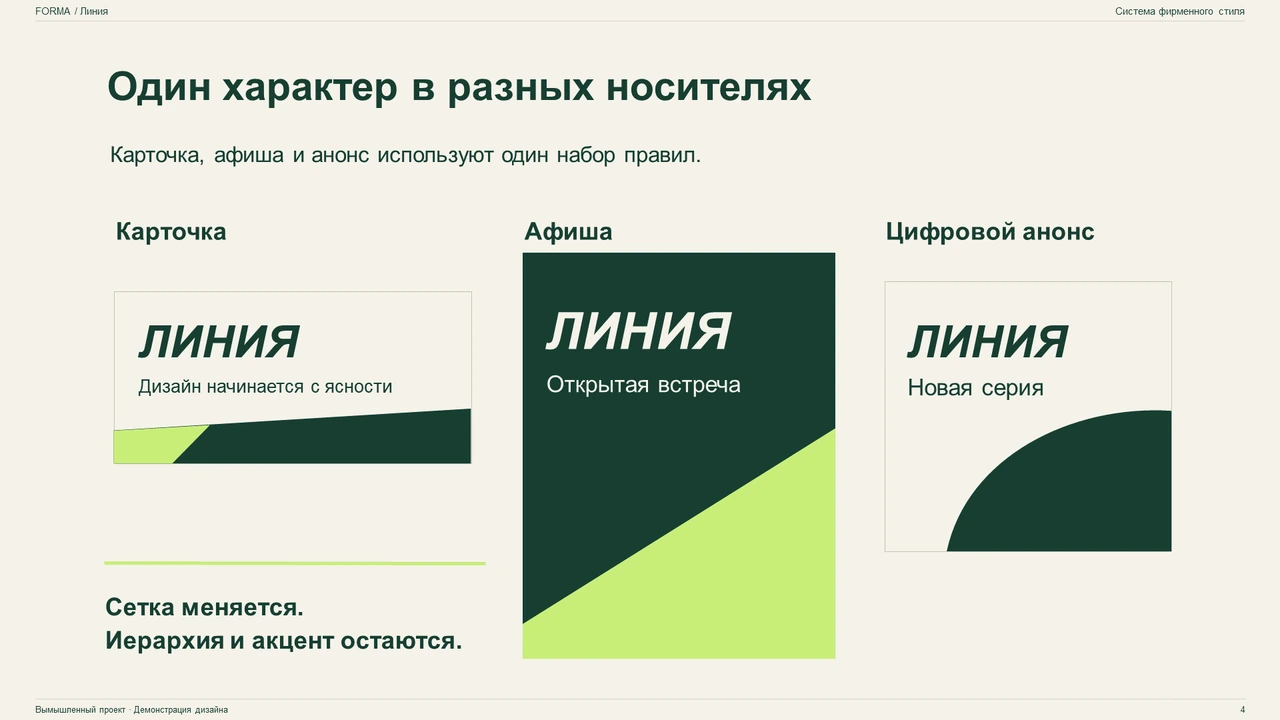 FORMA / Линия
Система фирменного стиля
Один характер в разных носителях
Карточка, афиша и анонс используют один набор правил.
Карточка
Афиша
Цифровой анонс
ЛИНИЯ
Дизайн начинается с ясности
ЛИНИЯ
Открытая встреча
ЛИНИЯ
Новая серия
Сетка меняется.
Иерархия и акцент остаются.
Вымышленный проект · Демонстрация дизайна
4